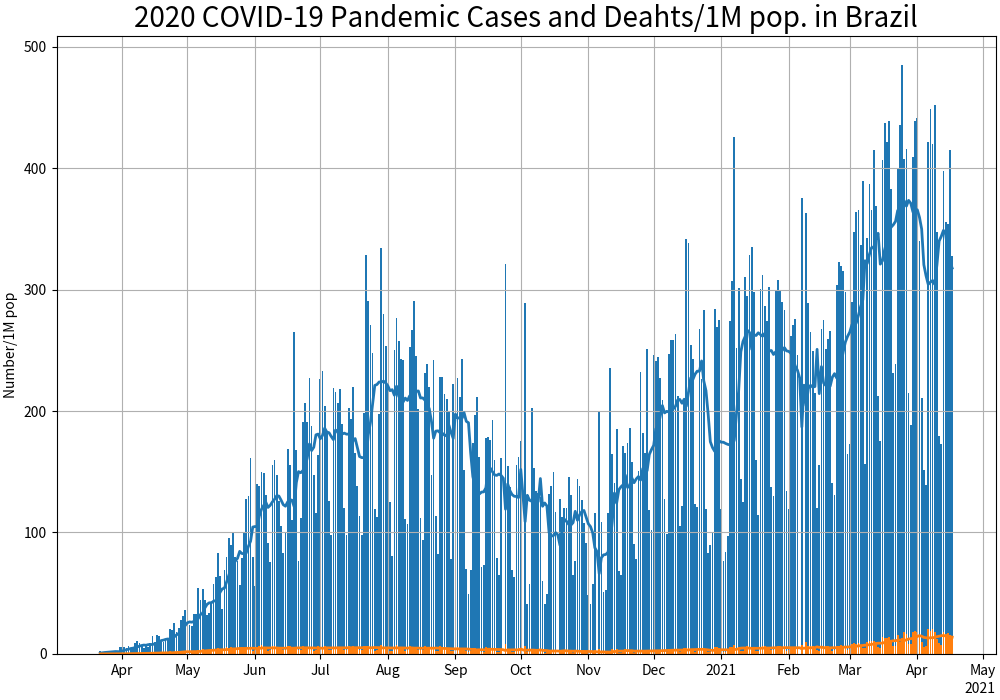 2020 COVID-19 Pandemic Cases and Deahts/1M pop. in Brazil
Number/1M pop
500
400
300
200
100
0
Apr May Jun Jul Aug Sep Oct Nov Dec 2021 Feb Mar Apr May
2021